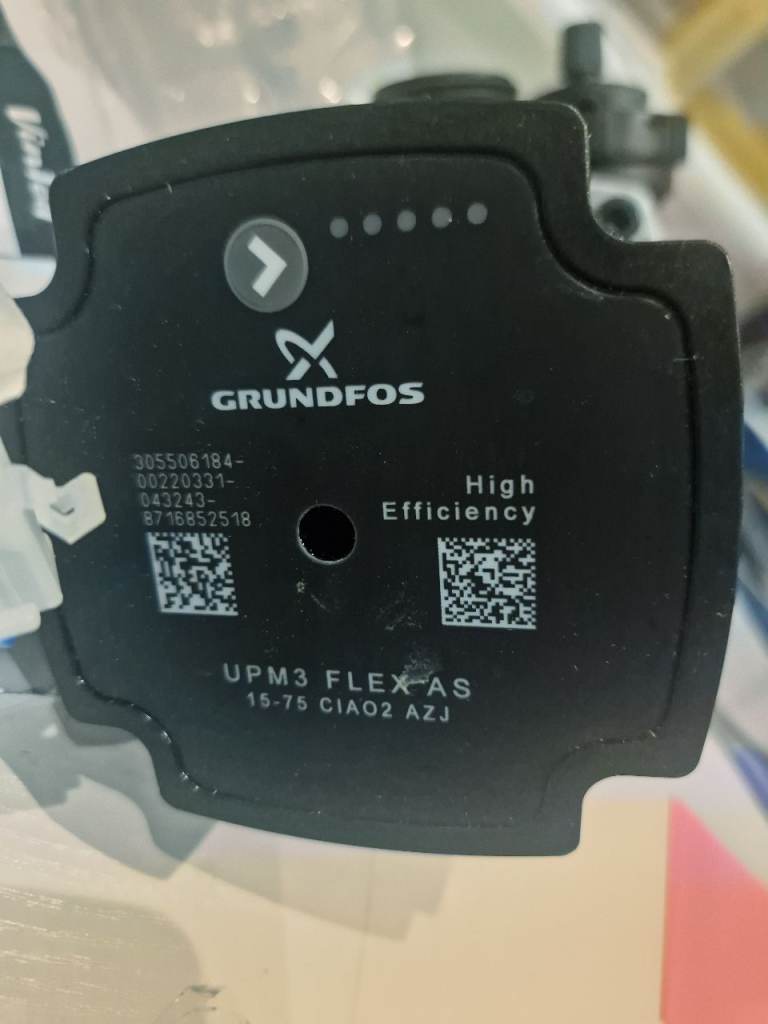 GRUNDFOS
305506184-
00220331-
043243-
8716852518
High
Efficiency
UPM3 FLEX AS
15-75 CIAO2 AZJ